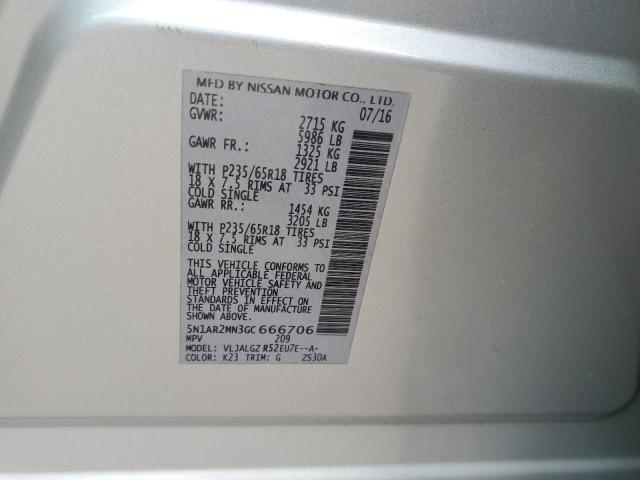 MFD BY NISSAN MOTOR CO., LTD.
DATE: 07/16
GVWR: 2715 KG
5986 LB
GAWR FR.: 1325 KG
2921 LB
WITH P235/65R18 TIRES
18 X 7.5 RIMS AT 33 PSI
COLD SINGLE
GAWR RR.: 1454 KG
3205 LB
WITH P235/65R18 TIRES
18 X 7.5 RIMS AT 33 PSI
COLD SINGLE
THIS VEHICLE CONFORMS TO
ALL APPLICABLE FEDERAL
MOTOR VEHICLE SAFETY AND
THEFT PREVENTION
STANDARDS IN EFFECT ON
THE DATE OF MANUFACTURE
SHOWN ABOVE.
5N1AR2MN3GC666706
MPV 209
MODEL: VLJALGZ R52EU7E--A-
COLOR: K23 TRIM: G ZS30A